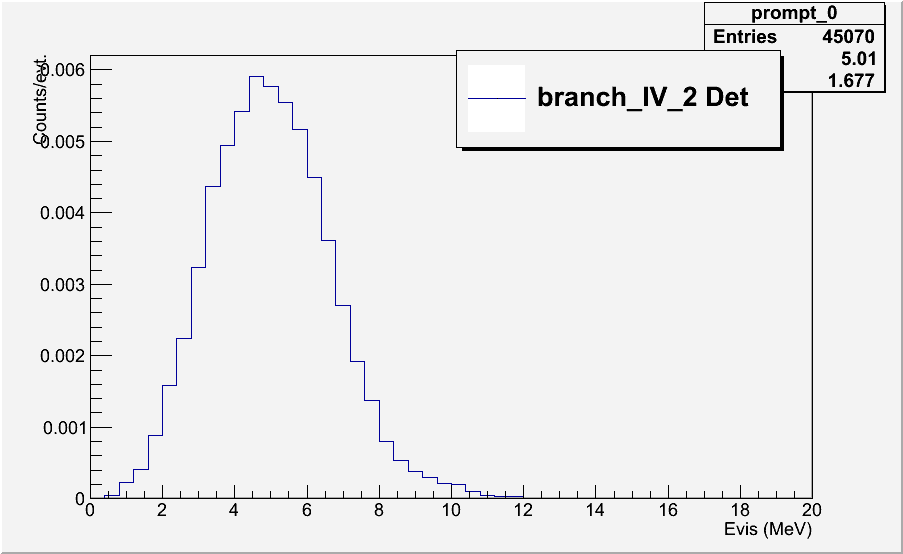 prompt_0
Entries 45070
5.01
1.677
branch_IV_2 Det
Counts/evt.
0.006
0.005
0.004
0.003
0.002
0.001
0
0 2 4 6 8 10 12 14 16 18 20
Evis (MeV)